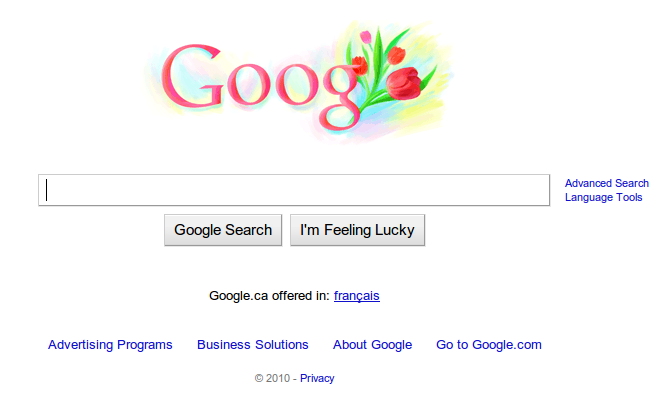 Goog
Advanced Search
Language Tools
Google Search I'm Feeling Lucky
Google.ca offered in: français
Advertising Programs Business Solutions About Google Go to Google.com
© 2010 - Privacy